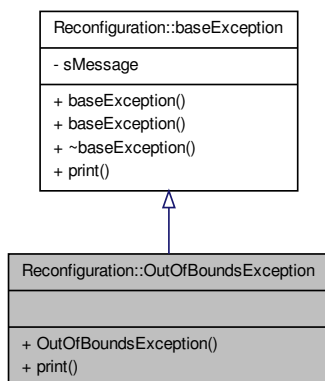 Reconfiguration::baseException
- sMessage
+ baseException()
+ baseException()
+ ~baseException()
+ print()
Reconfiguration::OutOfBoundsException
+ OutOfBoundsException()
+ print()